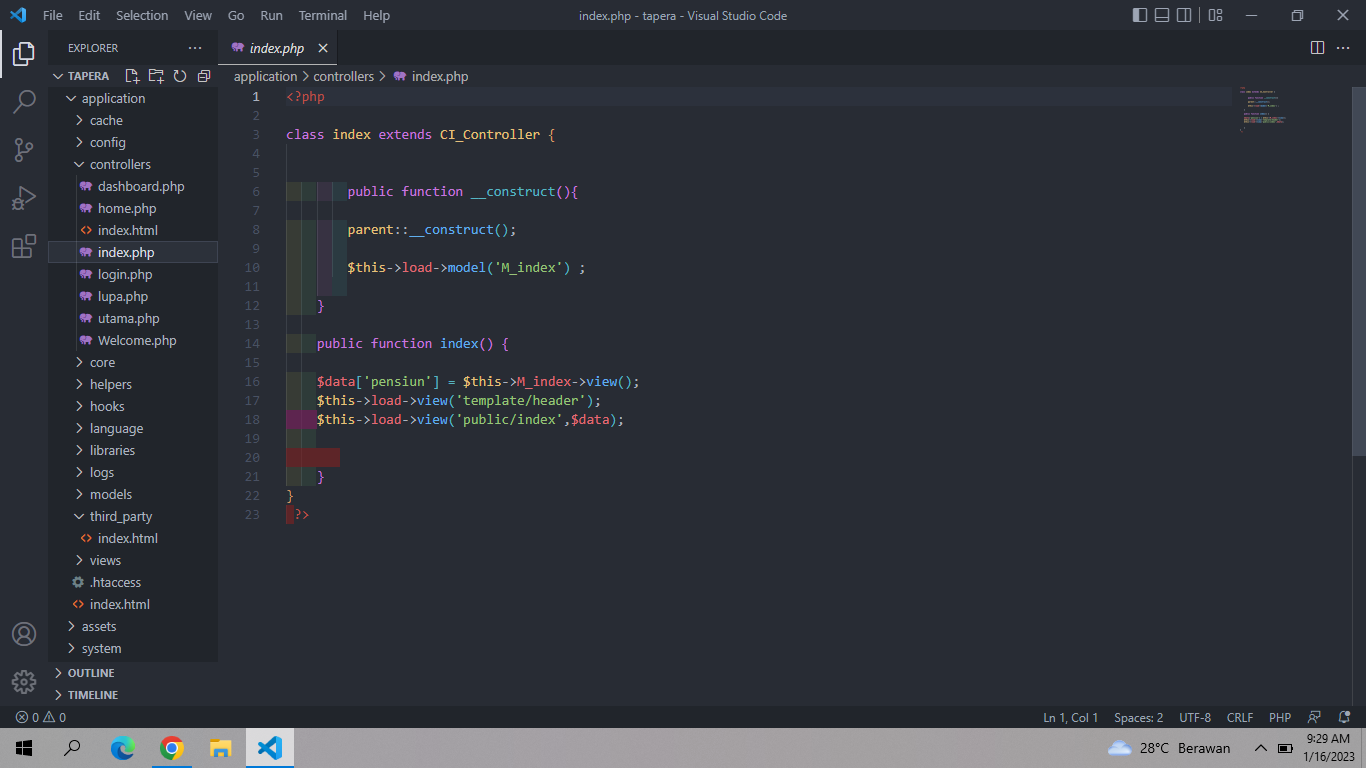 File Edit Selection View Go Run Terminal Help
index.php - tapera - Visual Studio Code
EXPLORER
index.php
TAPERA
application > controllers > index.php
application
cache
config
controllers
dashboard.php
home.php
index.html
index.php
login.php
lupa.php
utama.php
Welcome.php
core
helpers
hooks
language
libraries
logs
models
third_party
index.html
views
.htaccess
index.html
assets
system
OUTLINE
TIMELINE
1 <?php
2
3 class index extends CI_Controller {
4
5
6 public function __construct(){
7
8 parent::__construct();
9
10 $this->load->model('M_index') ;
11
12 }
13
14 public function index() {
15
16 $data['pensiun'] = $this->M_index->view();
17 $this->load->view('template/header');
18 $this->load->view('public/index',$data);
19
20
21 }
22 }
23 ?>
0 0
Ln 1, Col 1 Spaces: 2 UTF-8 CRLF PHP
28°C Berawan
9:29 AM
1/16/2023